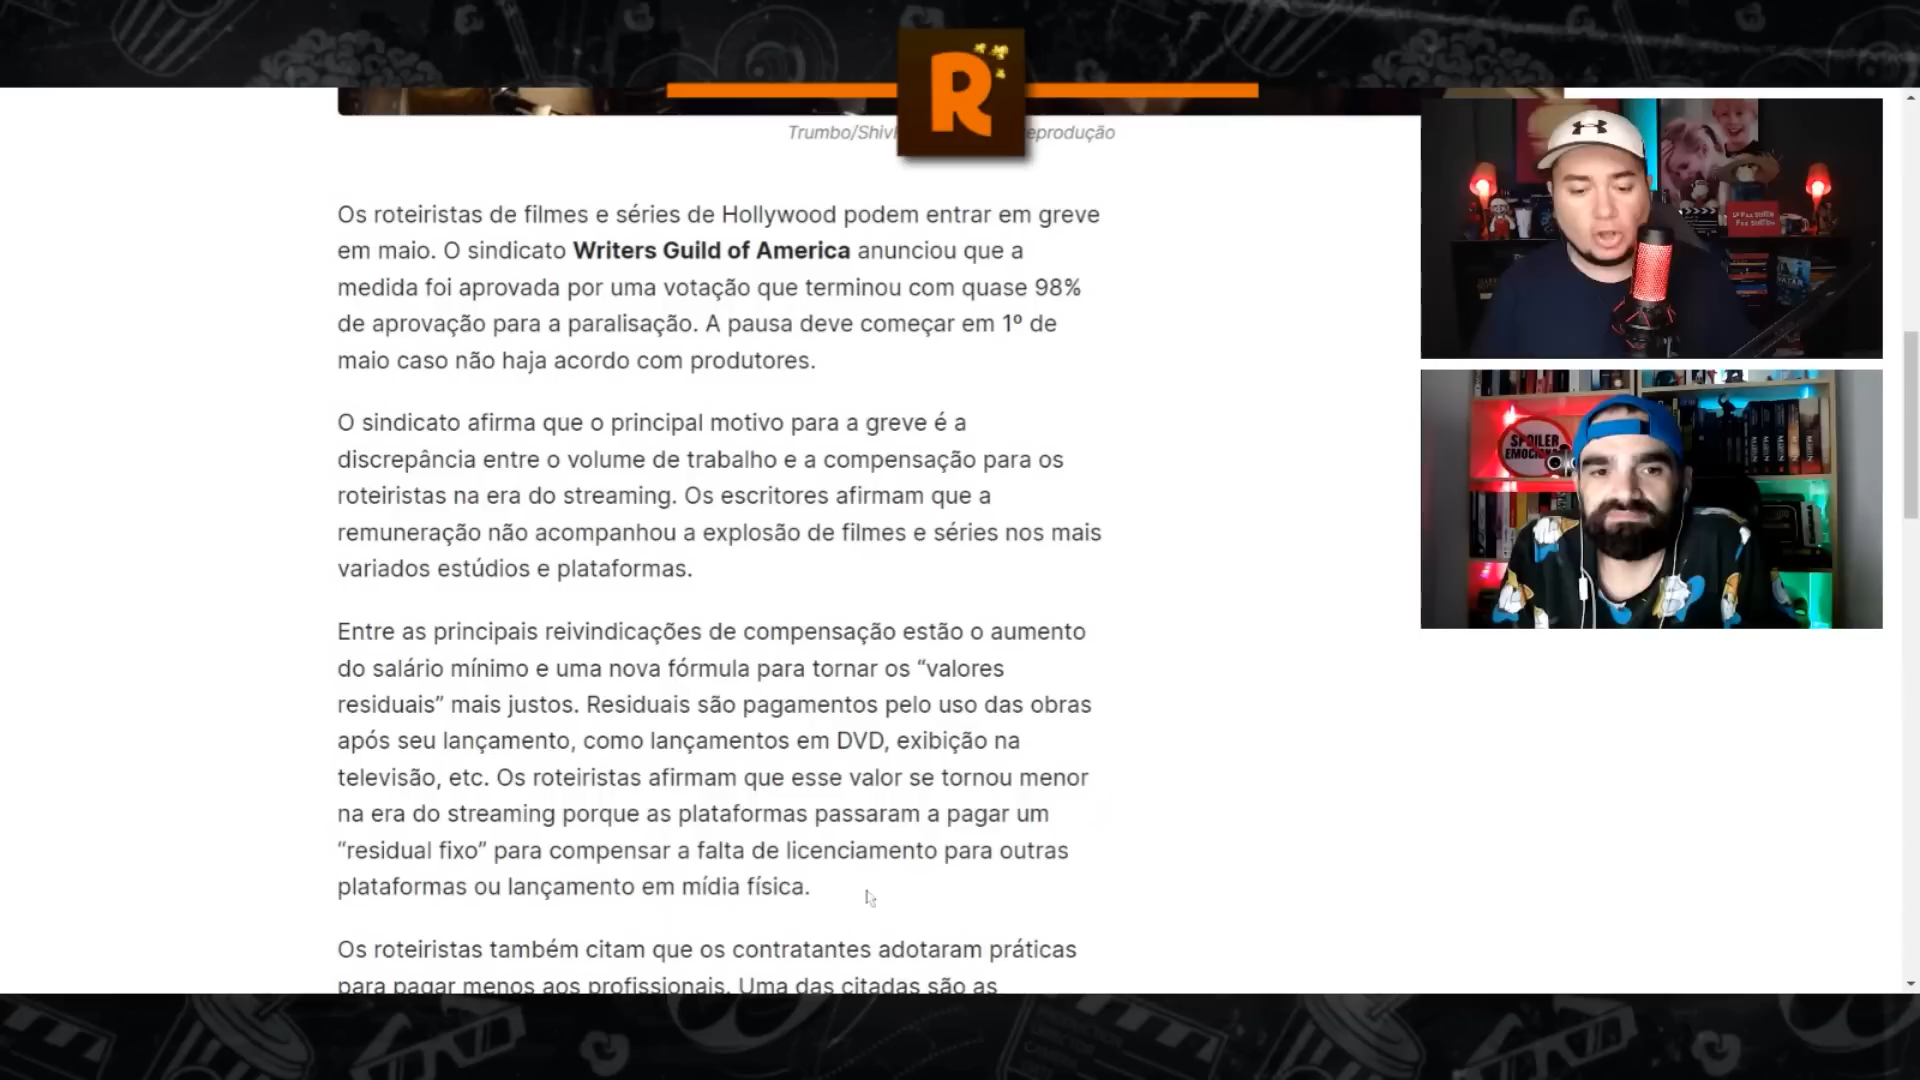 R
Trumbo/Shiv
eprodução
Os roteiristas de filmes e séries de Hollywood podem entrar em greve
em maio. O sindicato Writers Guild of America anunciou que a
medida foi aprovada por uma votação que terminou com quase 98%
de aprovação para a paralisação. A pausa deve começar em 1º de
maio caso não haja acordo com produtores.
O sindicato afirma que o principal motivo para a greve é a
discrepância entre o volume de trabalho e a compensação para os
roteiristas na era do streaming. Os escritores afirmam que a
remuneração não acompanhou a explosão de filmes e séries nos mais
variados estúdios e plataformas.
Entre as principais reivindicações de compensação estão o aumento
do salário mínimo e uma nova fórmula para tornar os “valores
residuais” mais justos. Residuais são pagamentos pelo uso das obras
após seu lançamento, como lançamentos em DVD, exibição na
televisão, etc. Os roteiristas afirmam que esse valor se tornou menor
na era do streaming porque as plataformas passaram a pagar um
“residual fixo” para compensar a falta de licenciamento para outras
plataformas ou lançamento em mídia física.
Os roteiristas também citam que os contratantes adotaram práticas
para pagar menos aos profissionais. Uma das citadas são as
SPOILER